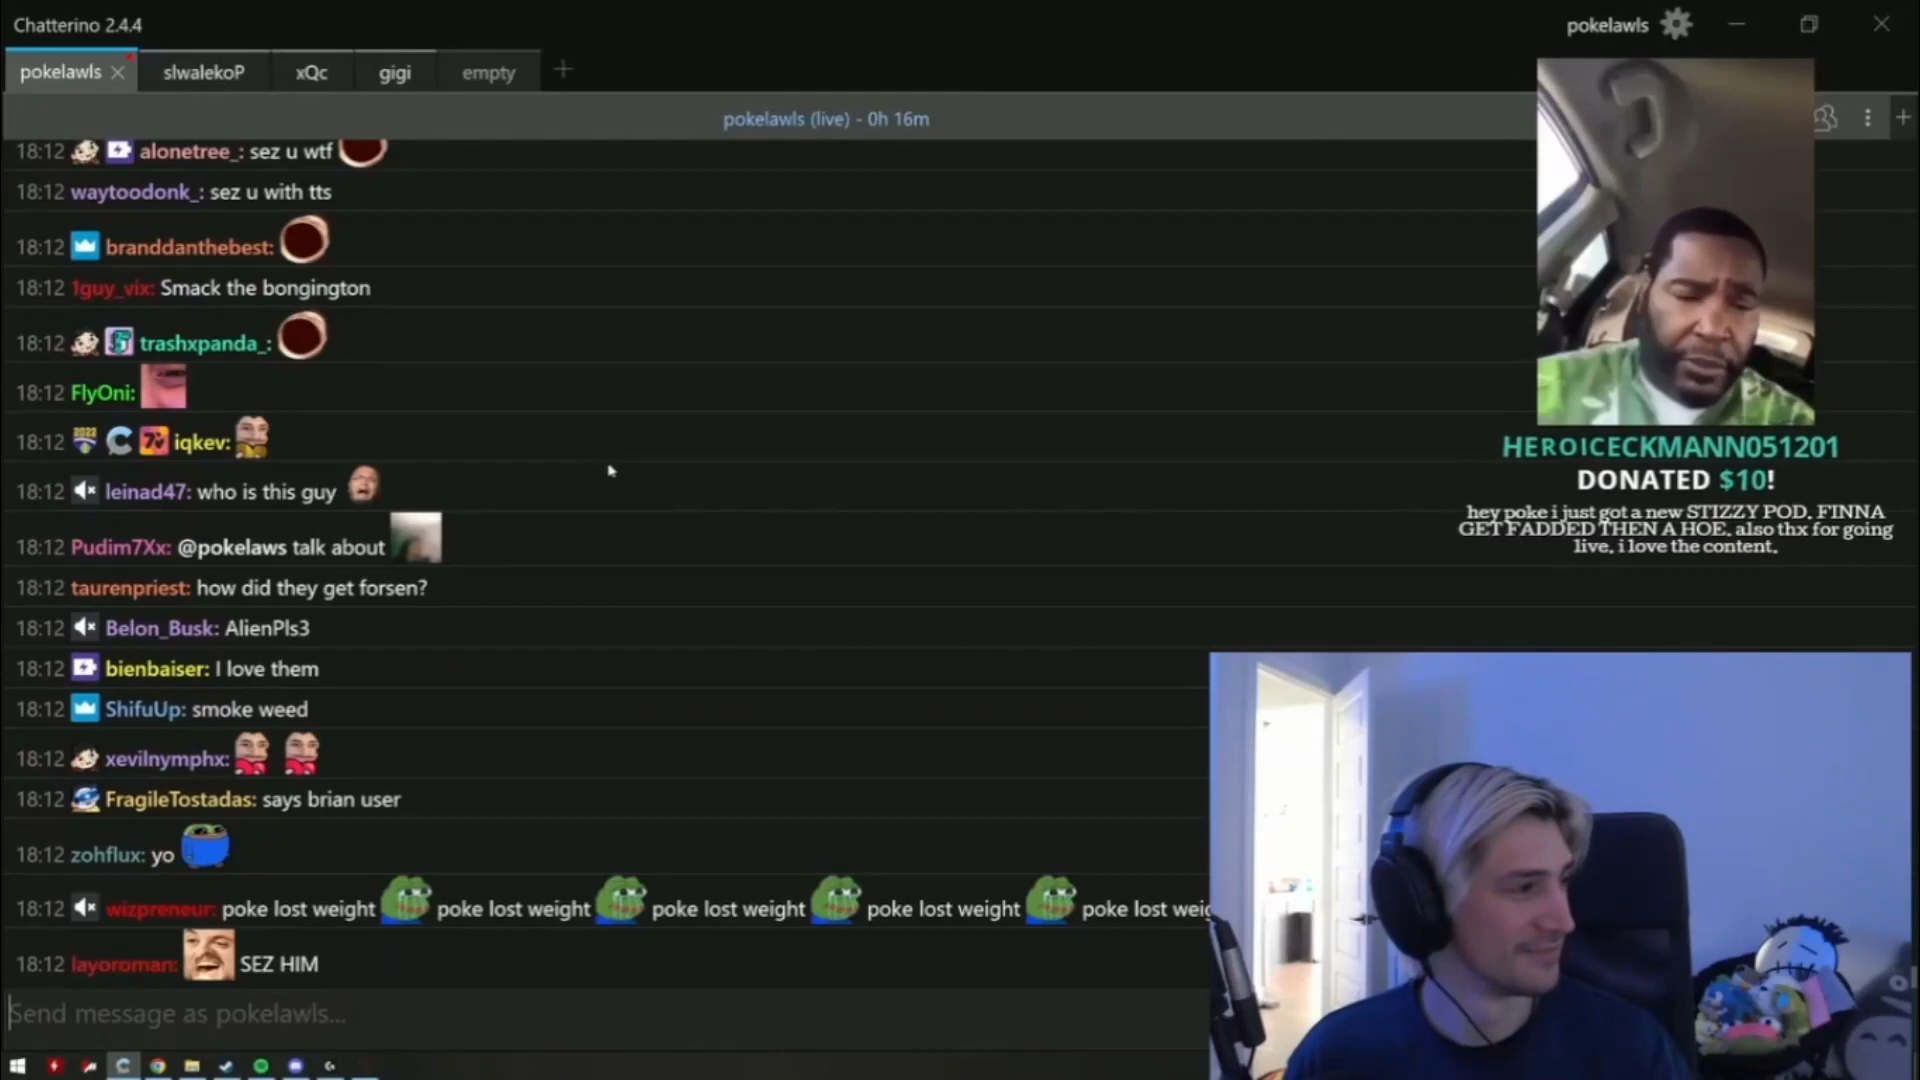 Chatterino 2.4.4
pokelawls
pokelawls
slwalekoP
xQc
gigi
empty
pokelawls (live) - 0h 16m
18:12 alonetree_: sez u wtf
18:12 waytoodonk_: sez u with tts
18:12 branddanthebest:
18:12 1guy_vix: Smack the bongington
18:12 trashxpanda_:
18:12 FlyOni:
18:12 iqkev:
18:12 leinad47: who is this guy
18:12 Pudim7Xx: @pokelaws talk about
18:12 taurenpriest: how did they get forsen?
18:12 Belon_Busk: AlienPls3
18:12 bienbaiser: I love them
18:12 ShifuUp: smoke weed
18:12 xevilnymphx:
18:12 FragileTostadas: says brian user
18:12 zohflux: yo
18:12 wizpreneur: poke lost weight poke lost weight poke lost weight poke lost weight poke lost weig
18:12 layoroman: SEZ HIM
Send message as pokelawls...
HEROICECKMANN051201
DONATED $10!
hey poke i just got a new STIZZY POD. FINNA
GET FADDED THEN A HOE. also thx for going
live. i love the content.